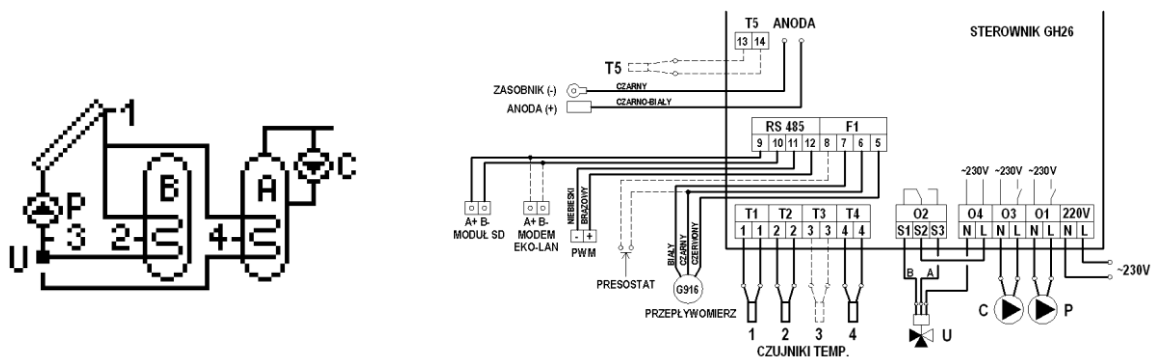 1
B
A
C
P
3
2
4
U
T5 ANODA
STEROWNIK GH26
13 14
T5
ZASOBNIK (-)
CZARNY
ANODA (+)
CZARNO-BIAŁY
RS 485 F1
9 10 11 12 8 7 6 5
~230V ~230V ~230V
A+ B-
MODUŁ SD
A+ B-
MODEM
EKO-LAN
NIEBIESKI
BRĄZOWY
- +
PWM
PRESOSTAT
BIAŁY
CZARNY
CZERWONY
G916
PRZEPŁYWOMIERZ
T1 T2 T3 T4
1 1 2 2 3 3 4 4
1 2 3 4
CZUJNIKI TEMP.
O2 O4 O3 O1 220V
S1 S2 S3 N L N L N L N L
B A
~230V
U
C
P